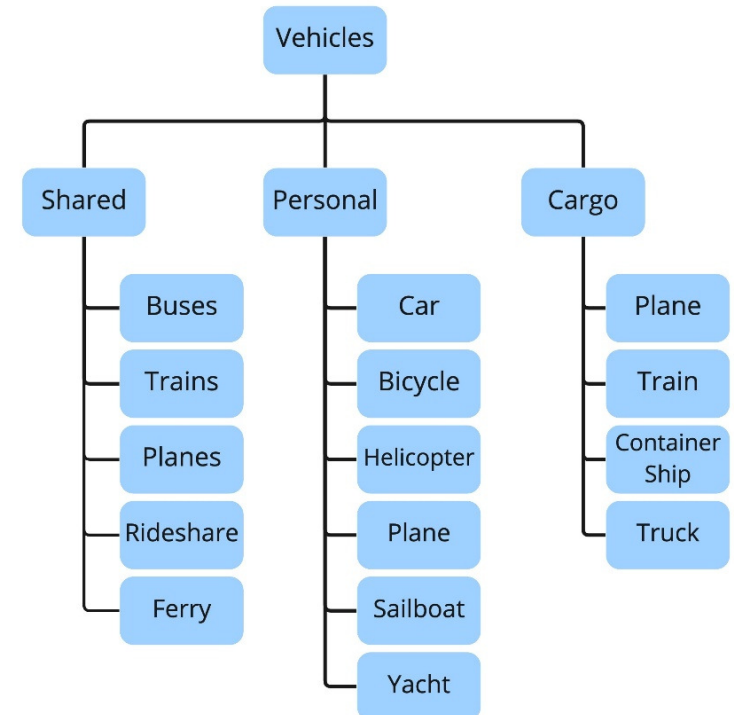 Vehicles
Shared
Buses
Trains
Planes
Rideshare
Ferry
Personal
Car
Bicycle
Helicopter
Plane
Sailboat
Yacht
Cargo
Plane
Train
Container
Ship
Truck